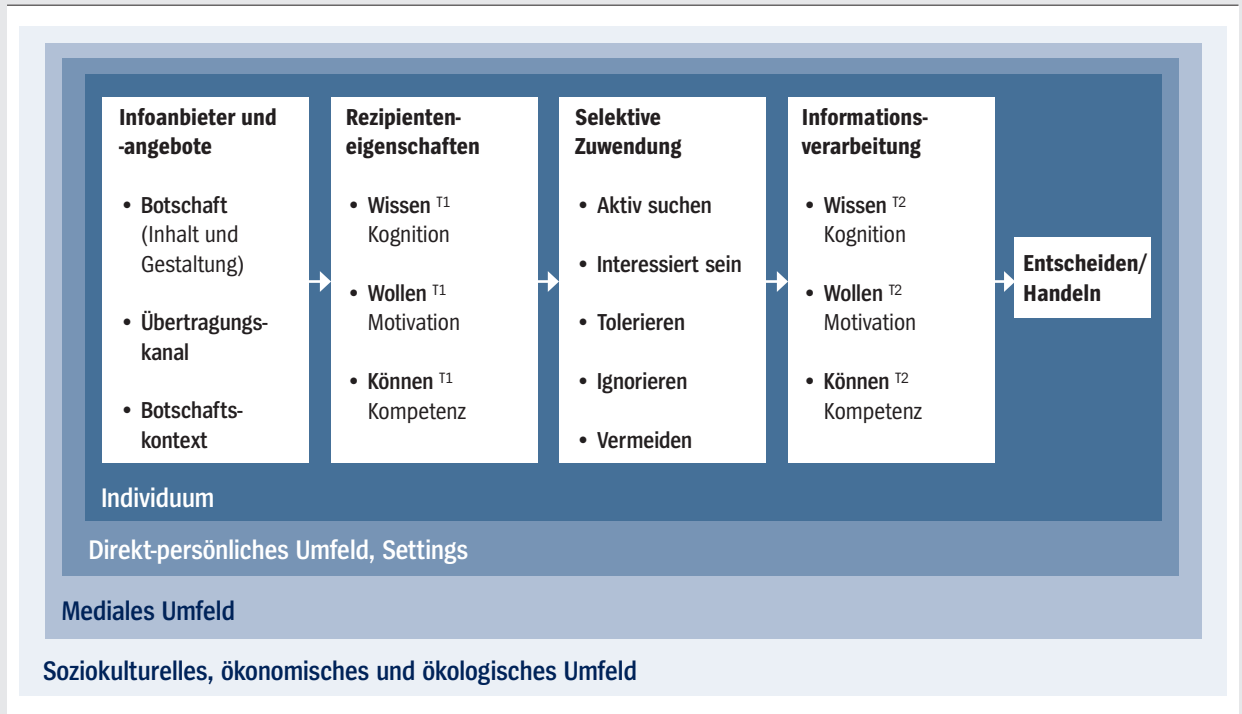 Infoanbieter und
-angebote
• Botschaft
(Inhalt und
Gestaltung)
• Übertragungs-
kanal
• Botschafts-
kontext
Rezipienten-
eigenschaften
• Wissen T1
Kognition
• Wollen T1
Motivation
• Können T1
Kompetenz
Selektive
Zuwendung
• Aktiv suchen
• Interessiert sein
• Tolerieren
• Ignorieren
• Vermeiden
Informations-
verarbeitung
• Wissen T2
Kognition
• Wollen T2
Motivation
• Können T2
Kompetenz
Entscheiden/
Handeln
Individuum
Direkt-persönliches Umfeld, Settings
Mediales Umfeld
Soziokulturelles, ökonomisches und ökologisches Umfeld